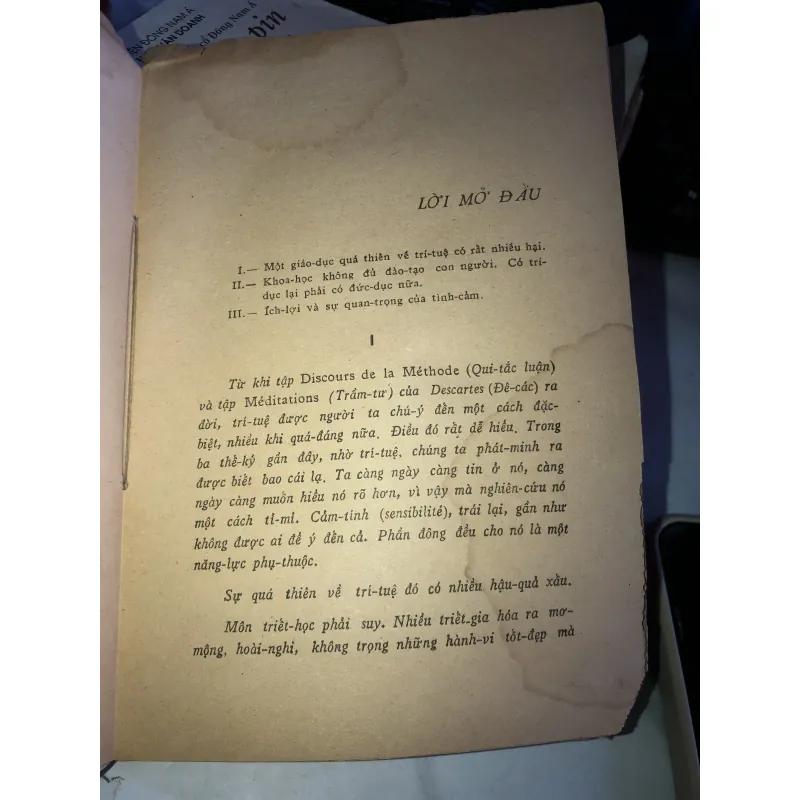 ỆN ĐÔNG NAM Á
ẤN DOANH
rổ Đông Nam Á
LỜI MỞ ĐẦU
I.— Một giáo-dục quá thiên về trí-tuệ có rất nhiều hại.
II.— Khoa-học không đủ đào-tạo con người. Có trí-
dục lại phải có đức-dục nữa.
III.— Ích-lợi và sự quan-trọng của tình-cảm.
I
Từ khi tập Discours de la Méthode (Qui-tắc luận)
và tập Méditations (Trầm-tư) của Descartes (Đê-các) ra
đời, trí-tuệ được người ta chú-ý đến một cách đặc-
biệt, nhiều khi quá-đáng nữa. Điều đó rất dễ hiểu. Trong
ba thế-kỷ gần đây, nhờ trí-tuệ, chúng ta phát-minh ra
được biết bao cái lạ. Ta càng ngày càng tin ở nó, càng
ngày càng muốn hiểu nó rõ hơn, vì vậy mà nghiên-cứu nó
một cách tỉ-mỉ. Cảm-tính (sensibilité), trái lại, gần như
không được ai để ý đến cả. Phần đông đều cho nó là một
năng-lực phụ-thuộc.
Sự quá thiên về trí-tuệ đó có nhiều hậu-quả xấu.
Môn triết-học phải suy. Nhiều triết-gia hóa ra mơ-
mộng, hoài-nghi, không trọng những hành-vi tốt-đẹp mà